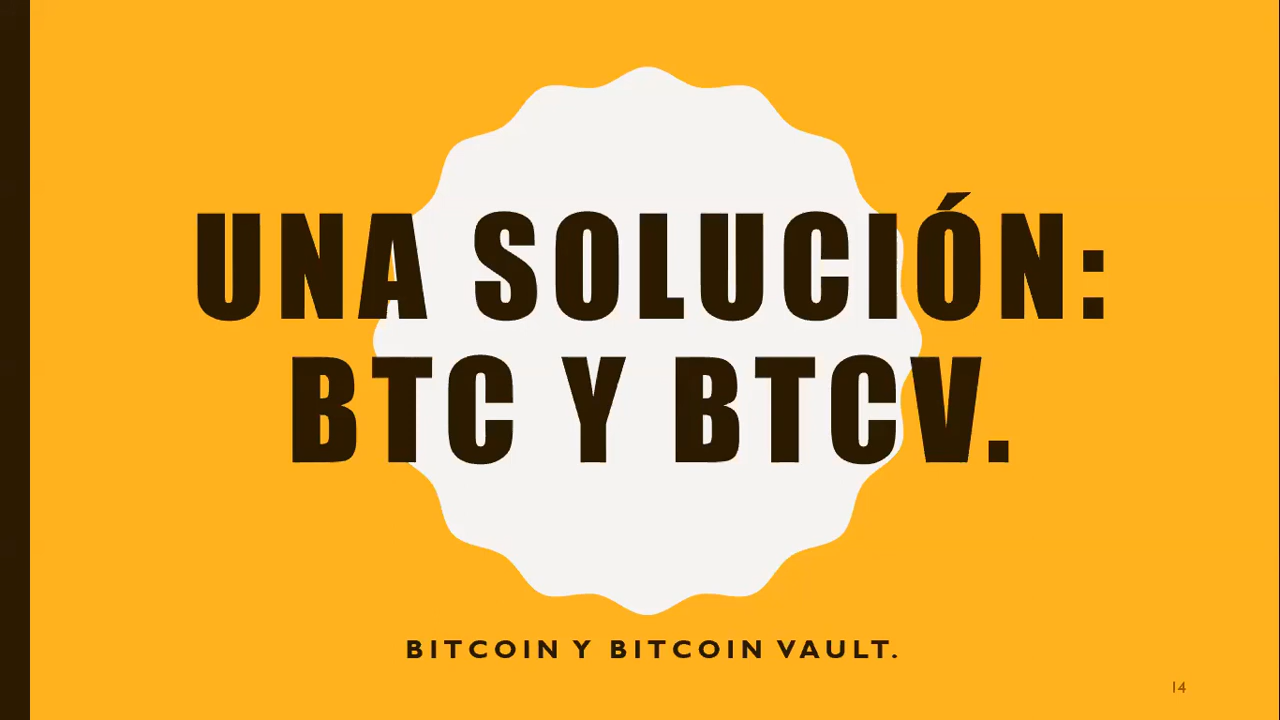 UNA SOLUCIÓN:
BTC Y BTCV.
BITCOIN Y BITCOIN VAULT.
14